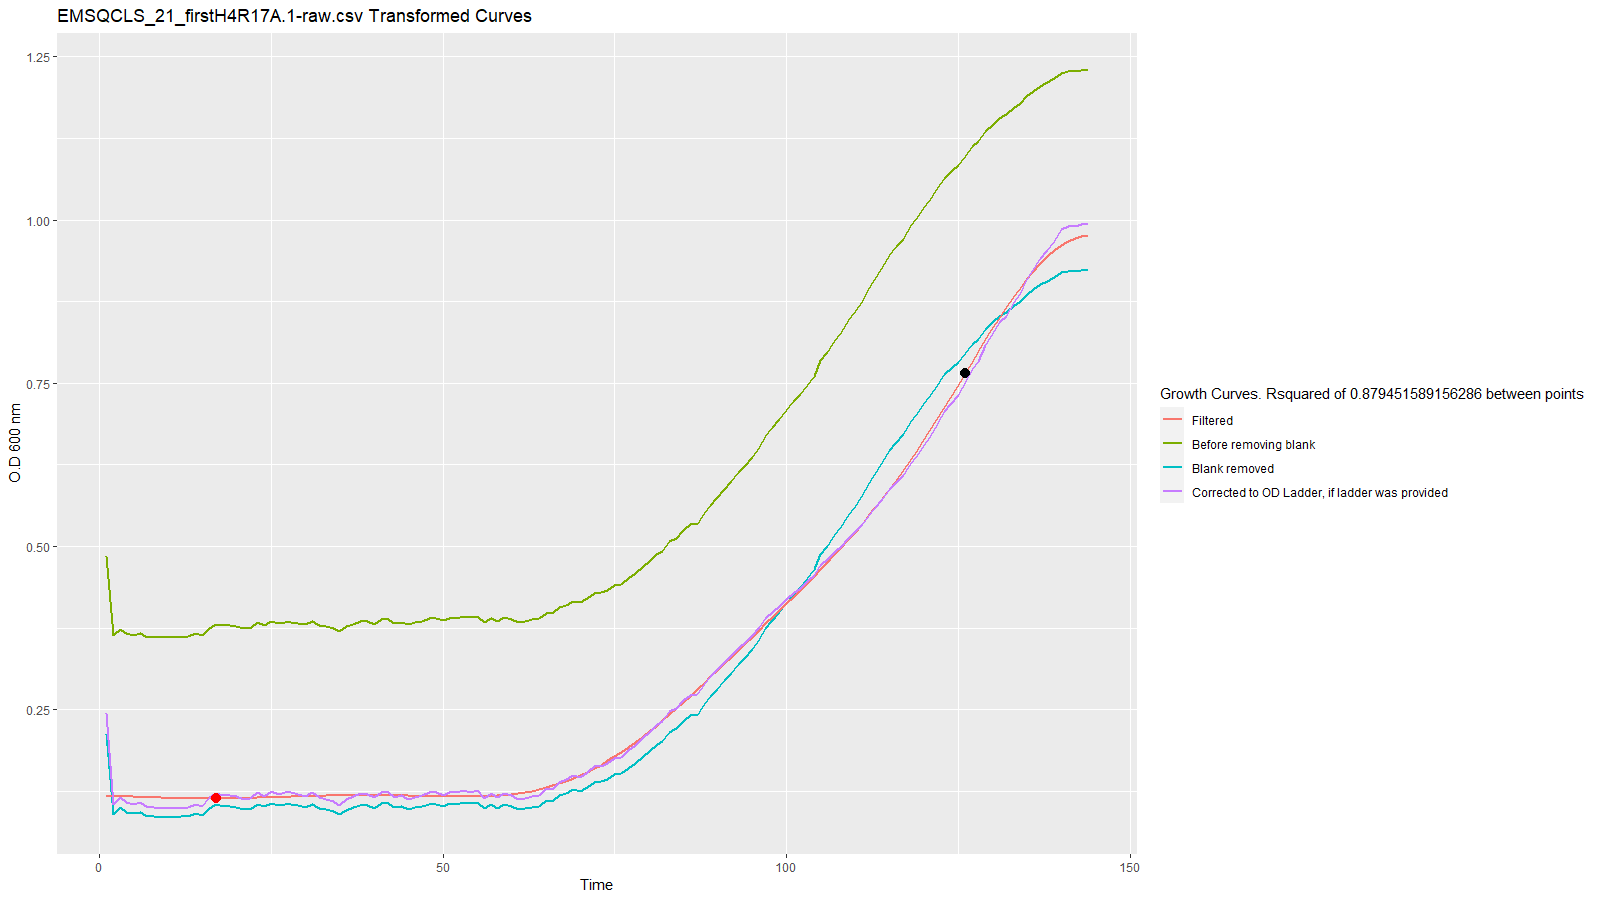 EMSQCLS_21_firstH4R17A.1-raw.csv Transformed Curves
1.25
1.00
0.75
0.50
0.25
O.D 600 nm
0
50
100
150
Time
Growth Curves. Rsquared of 0.879451589156286 between points
Filtered
Before removing blank
Blank removed
Corrected to OD Ladder, if ladder was provided